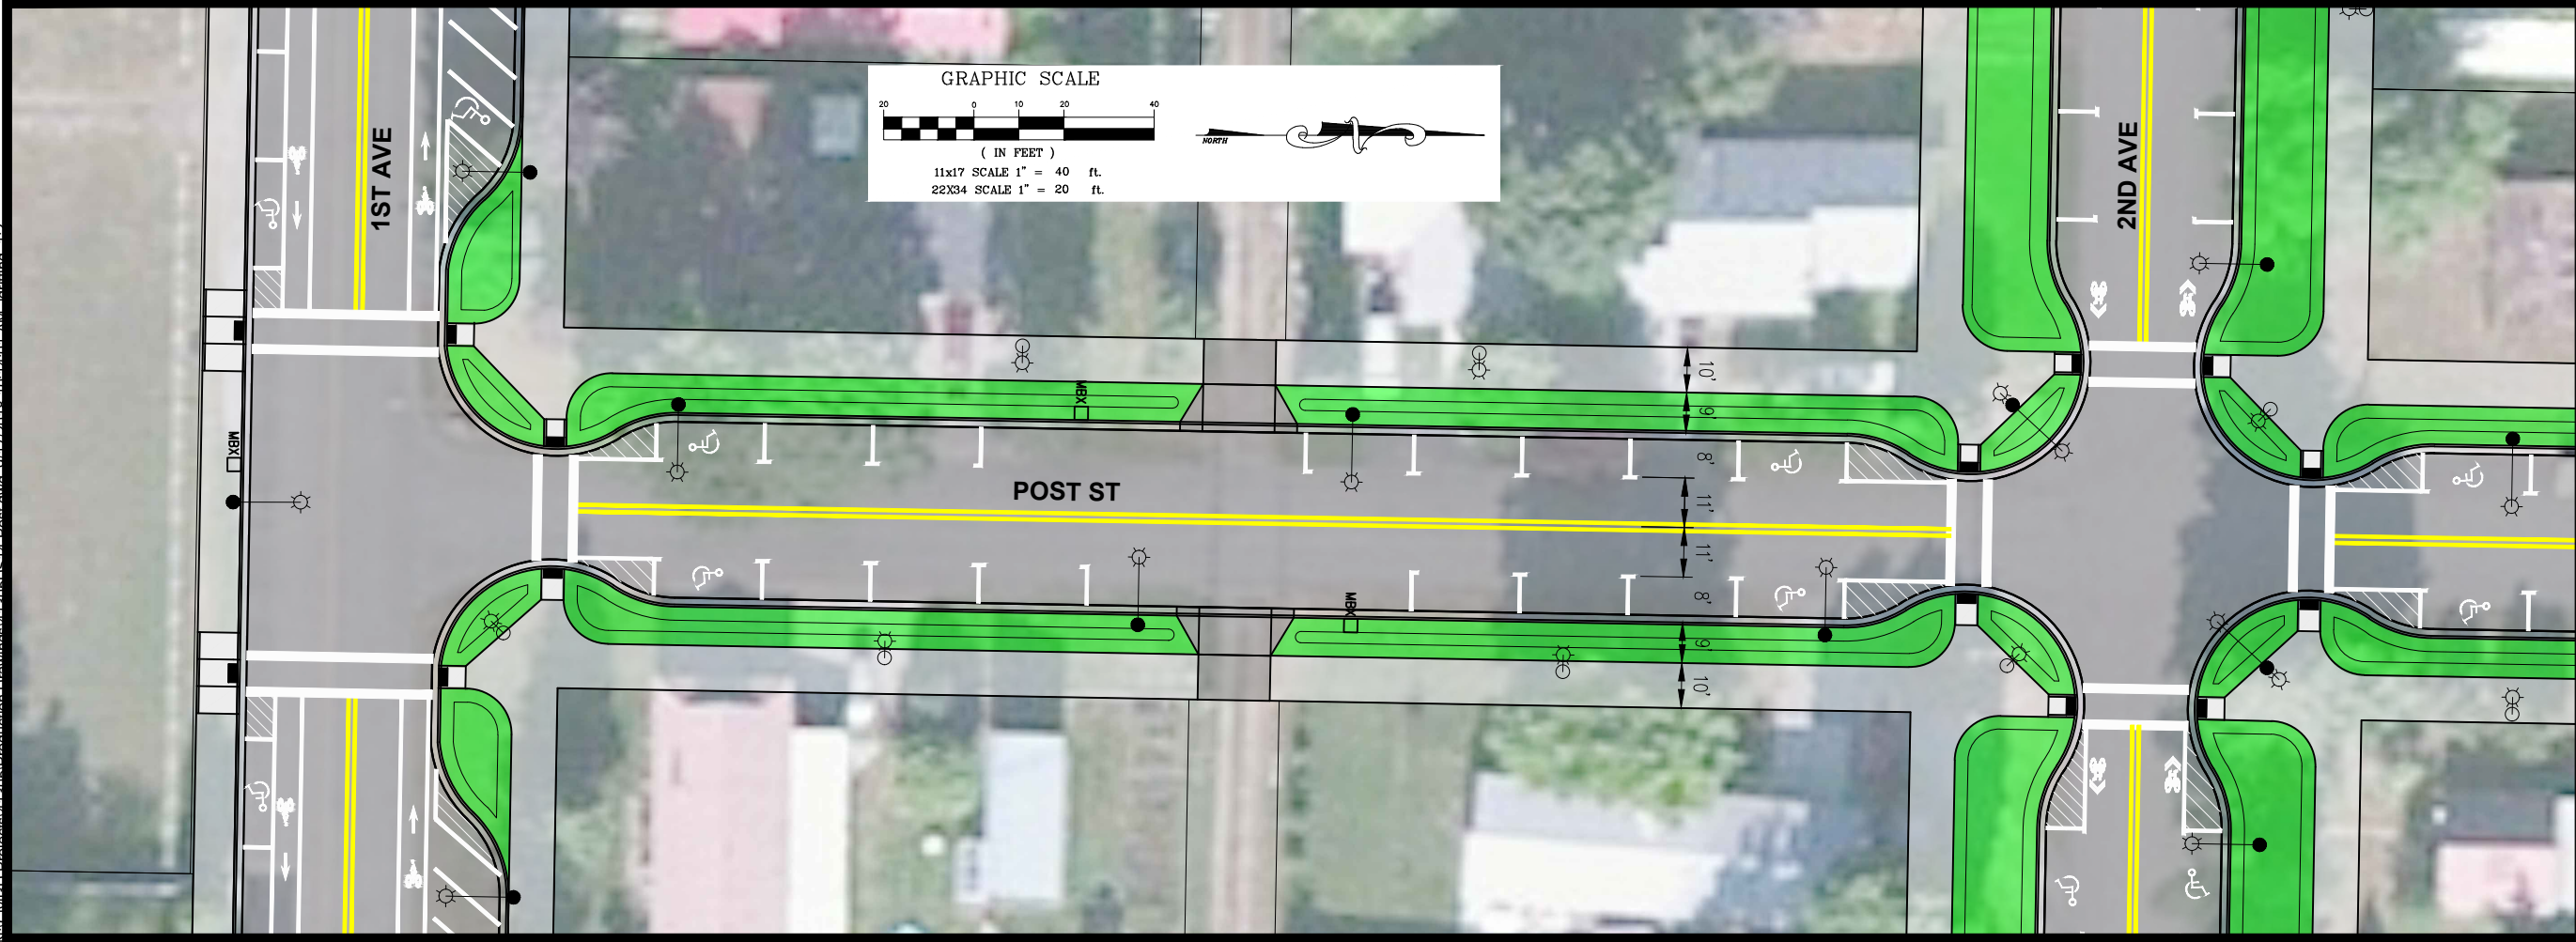 GRAPHIC SCALE
20 0 10 20 40
( IN FEET )
11x17 SCALE 1" = 40 ft.
22X34 SCALE 1" = 20 ft.
NORTH
1ST AVE
2ND AVE
MBX
MBX
POST ST
MBX
10'
9'
8'
11'
11'
8'
9'
10'